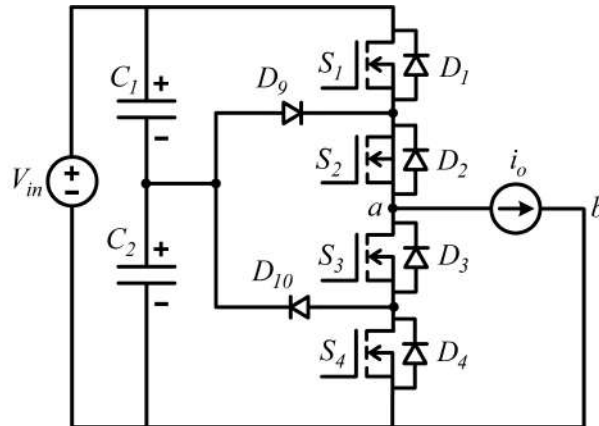 C1
+
-
D9
S1
D1
Vin
+
-
S2
D2
a
io
b
C2
+
-
D10
S3
D3
S4
D4